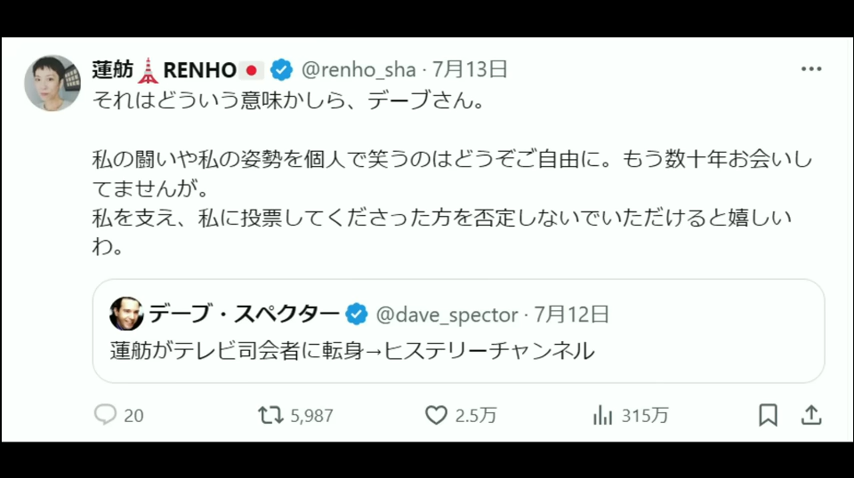 蓮舫🗼RENHO🇯🇵 @renho_sha · 7月13日
それはどういう意味かしら、デーブさん。
私の闘いや私の姿勢を個人で笑うのはどうぞご自由に。もう数十年お会いし
てませんが。
私を支え、私に投票してくださった方を否定しないでいただけると嬉しい
わ。
デーブ・スペクター @dave_spector · 7月12日
蓮舫がテレビ司会者に転身→ヒステリーチャンネル
20 5,987 2.5万 315万